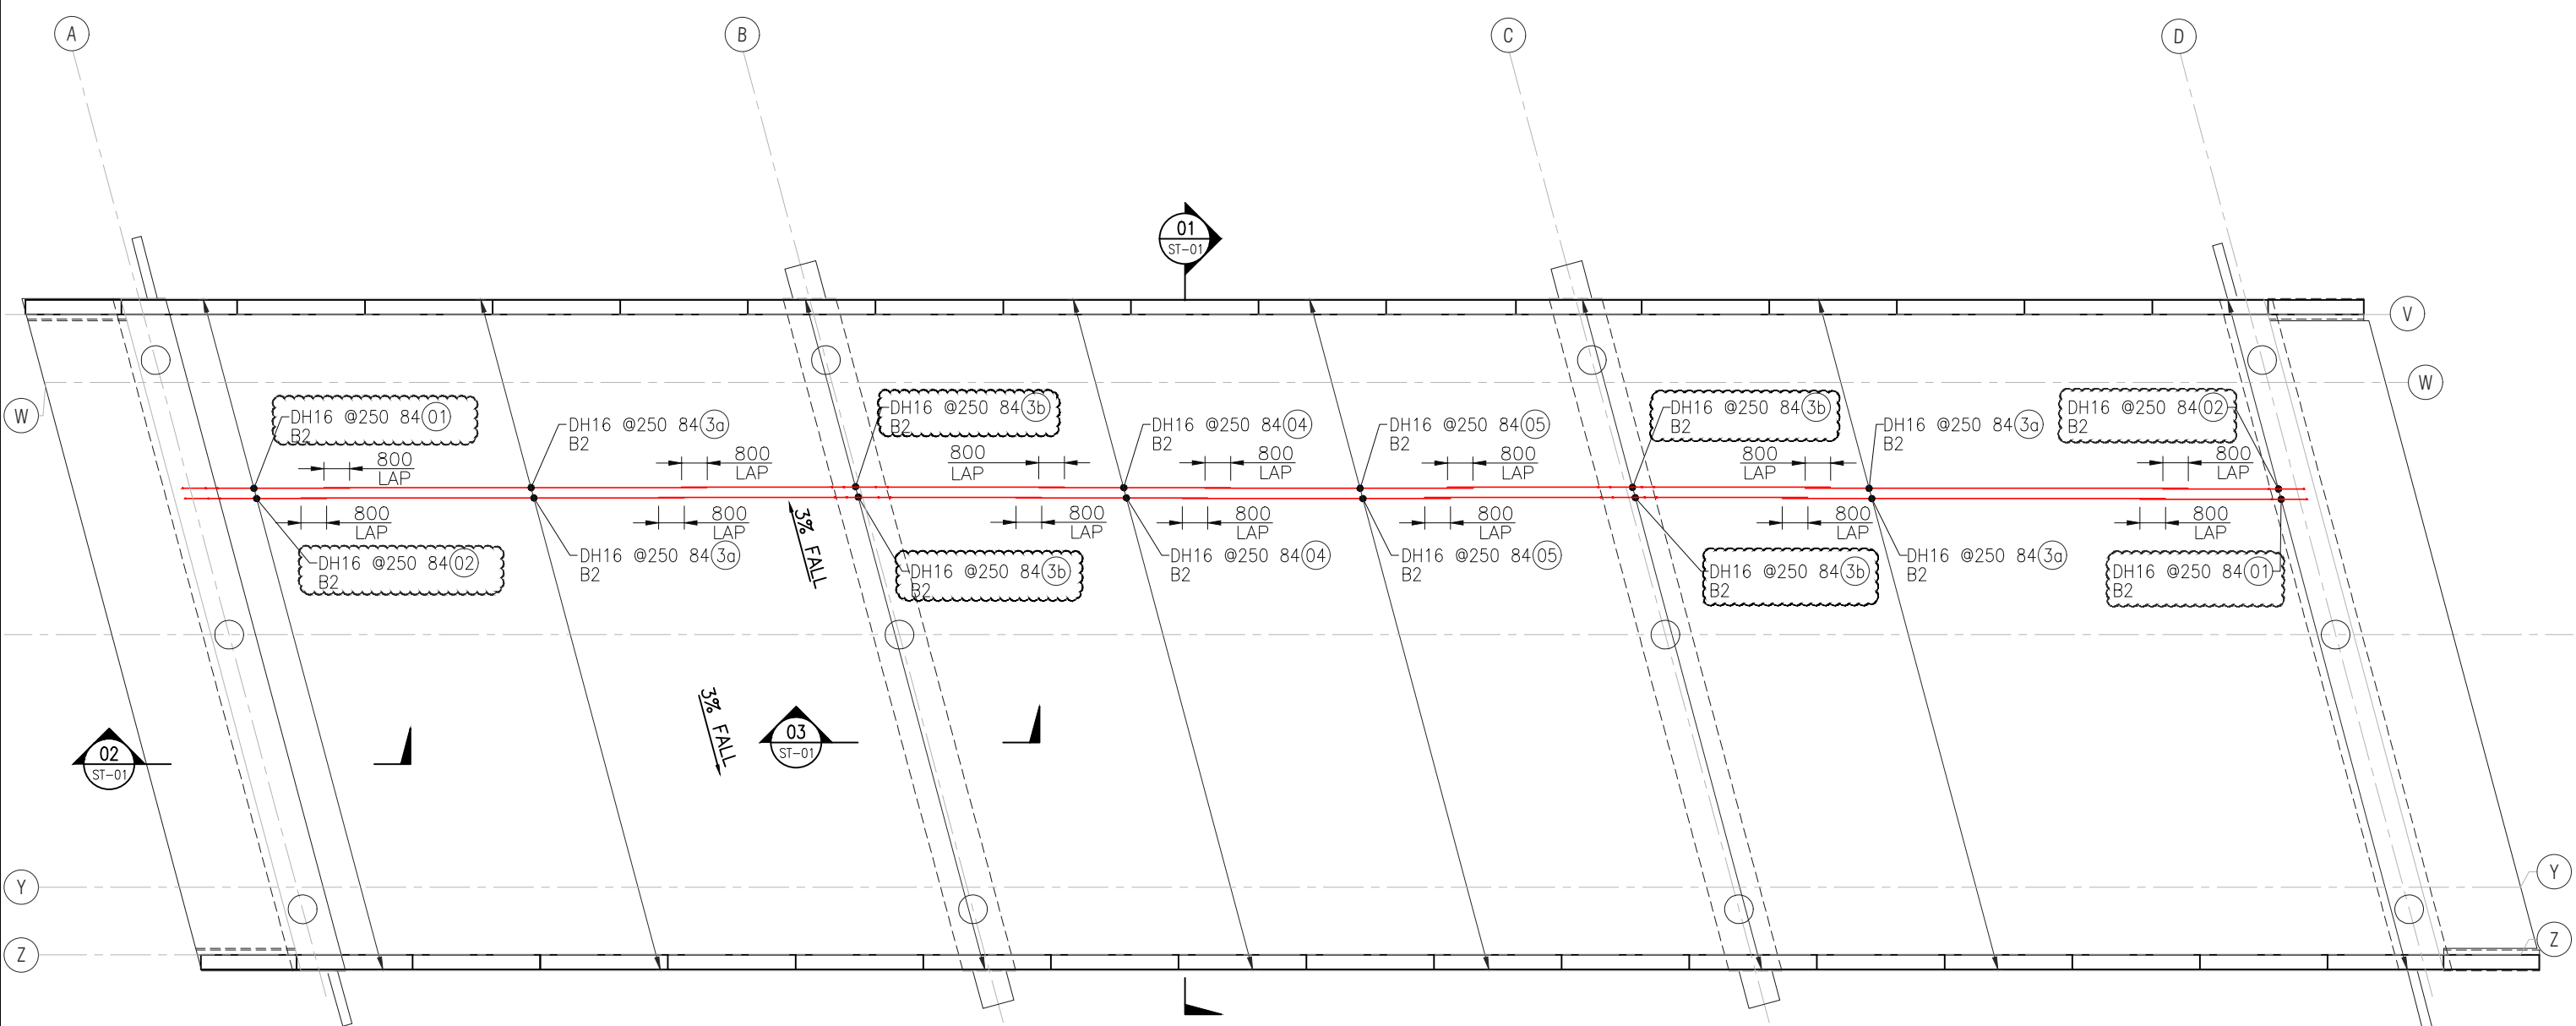 A
B
C
D
01
ST-01
V
W
W
DH16 @250 84 01
B2
DH16 @250 84 3a
B2
DH16 @250 84 3b
B2
DH16 @250 84 04
B2
DH16 @250 84 05
B2
DH16 @250 84 3b
B2
DH16 @250 84 3a
B2
DH16 @250 84 02
B2
800
LAP
800
LAP
800
LAP
800
LAP
800
LAP
800
LAP
800
LAP
800
LAP
800
LAP
800
LAP
800
LAP
800
LAP
800
LAP
800
LAP
3% FALL
DH16 @250 84 02
B2
DH16 @250 84 3a
B2
DH16 @250 84 3b
B2
DH16 @250 84 04
B2
DH16 @250 84 05
B2
DH16 @250 84 3b
B2
DH16 @250 84 3a
B2
DH16 @250 84 01
B2
3% FALL
02
ST-01
03
ST-01
Y
Y
Z
Z